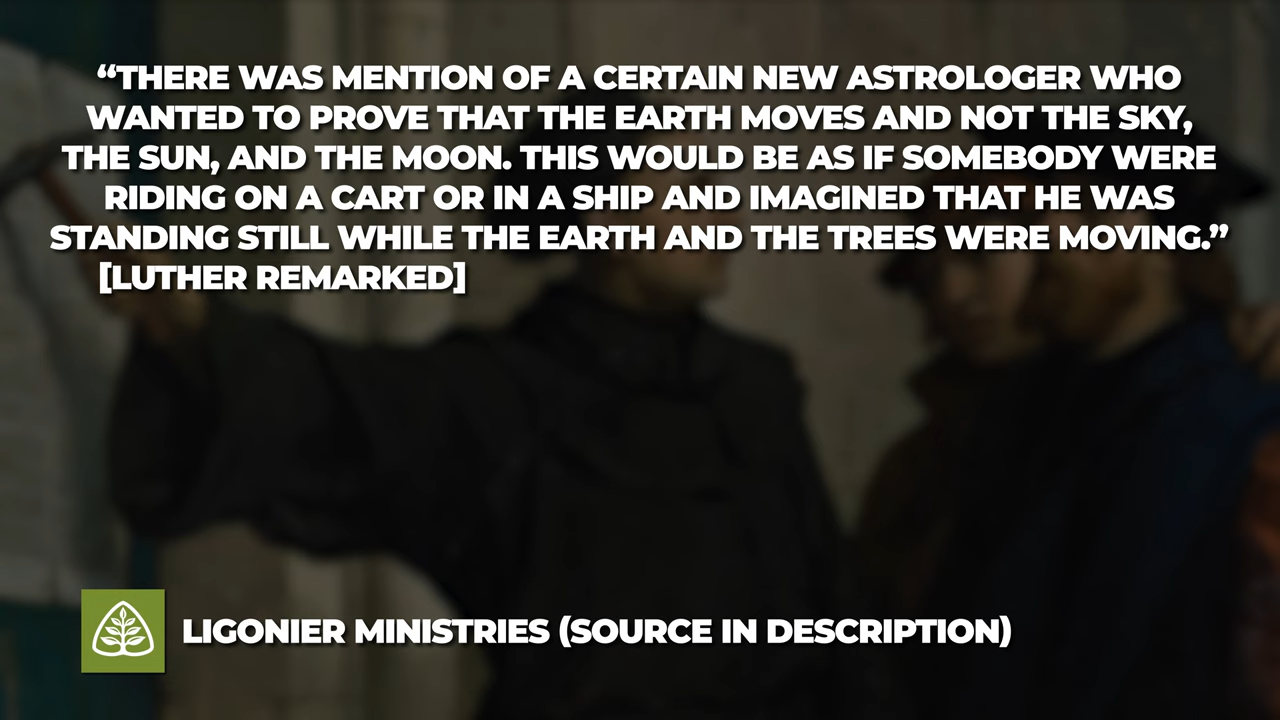 “THERE WAS MENTION OF A CERTAIN NEW ASTROLOGER WHO
WANTED TO PROVE THAT THE EARTH MOVES AND NOT THE SKY,
THE SUN, AND THE MOON. THIS WOULD BE AS IF SOMEBODY WERE
RIDING ON A CART OR IN A SHIP AND IMAGINED THAT HE WAS
STANDING STILL WHILE THE EARTH AND THE TREES WERE MOVING.”
[LUTHER REMARKED]
LIGONIER MINISTRIES (SOURCE IN DESCRIPTION)